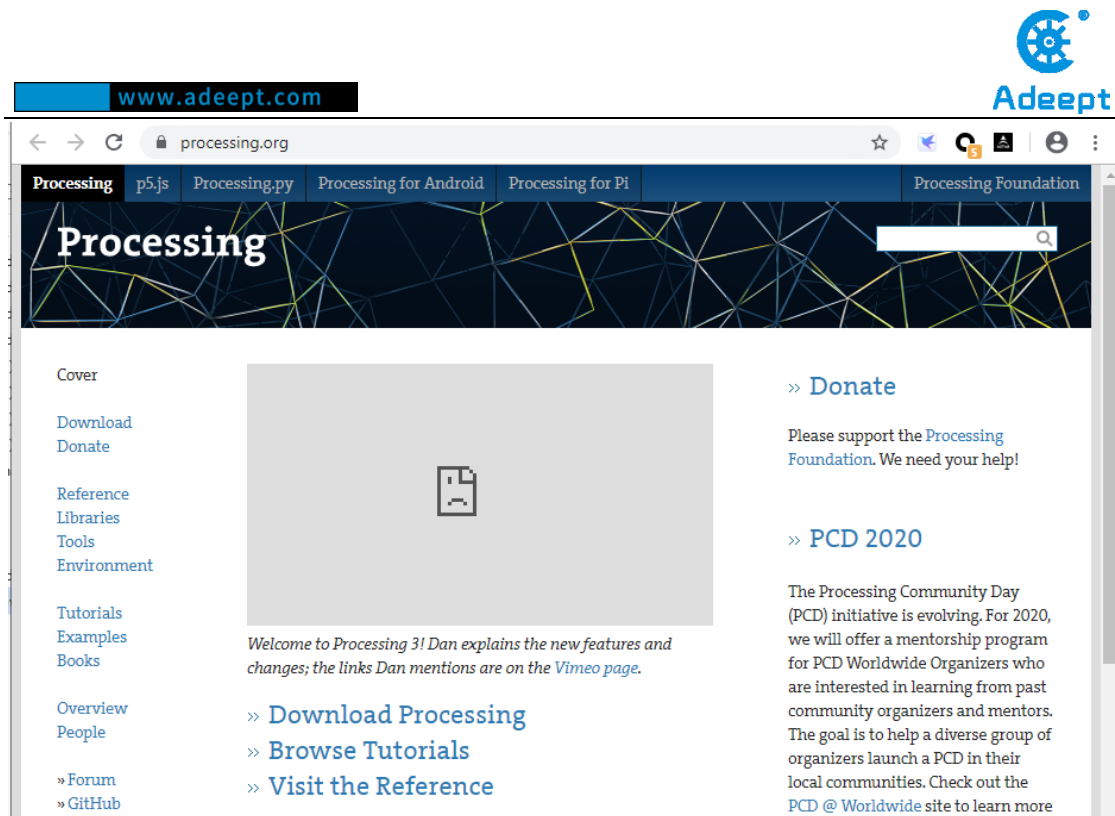 Adeept
www.adeept.com
processing.org
5
Processing p5.js Processing.py Processing for Android Processing for Pi Processing Foundation
Processing
Cover
Download
Donate
Reference
Libraries
Tools
Environment
Tutorials
Examples
Books
Overview
People
» Forum
» GitHub
Welcome to Processing 3! Dan explains the new features and
changes; the links Dan mentions are on the Vimeo page.
» Download Processing
» Browse Tutorials
» Visit the Reference
» Donate
Please support the Processing
Foundation. We need your help!
» PCD 2020
The Processing Community Day
(PCD) initiative is evolving. For 2020,
we will offer a mentorship program
for PCD Worldwide Organizers who
are interested in learning from past
community organizers and mentors.
The goal is to help a diverse group of
organizers launch a PCD in their
local communities. Check out the
PCD @ Worldwide site to learn more